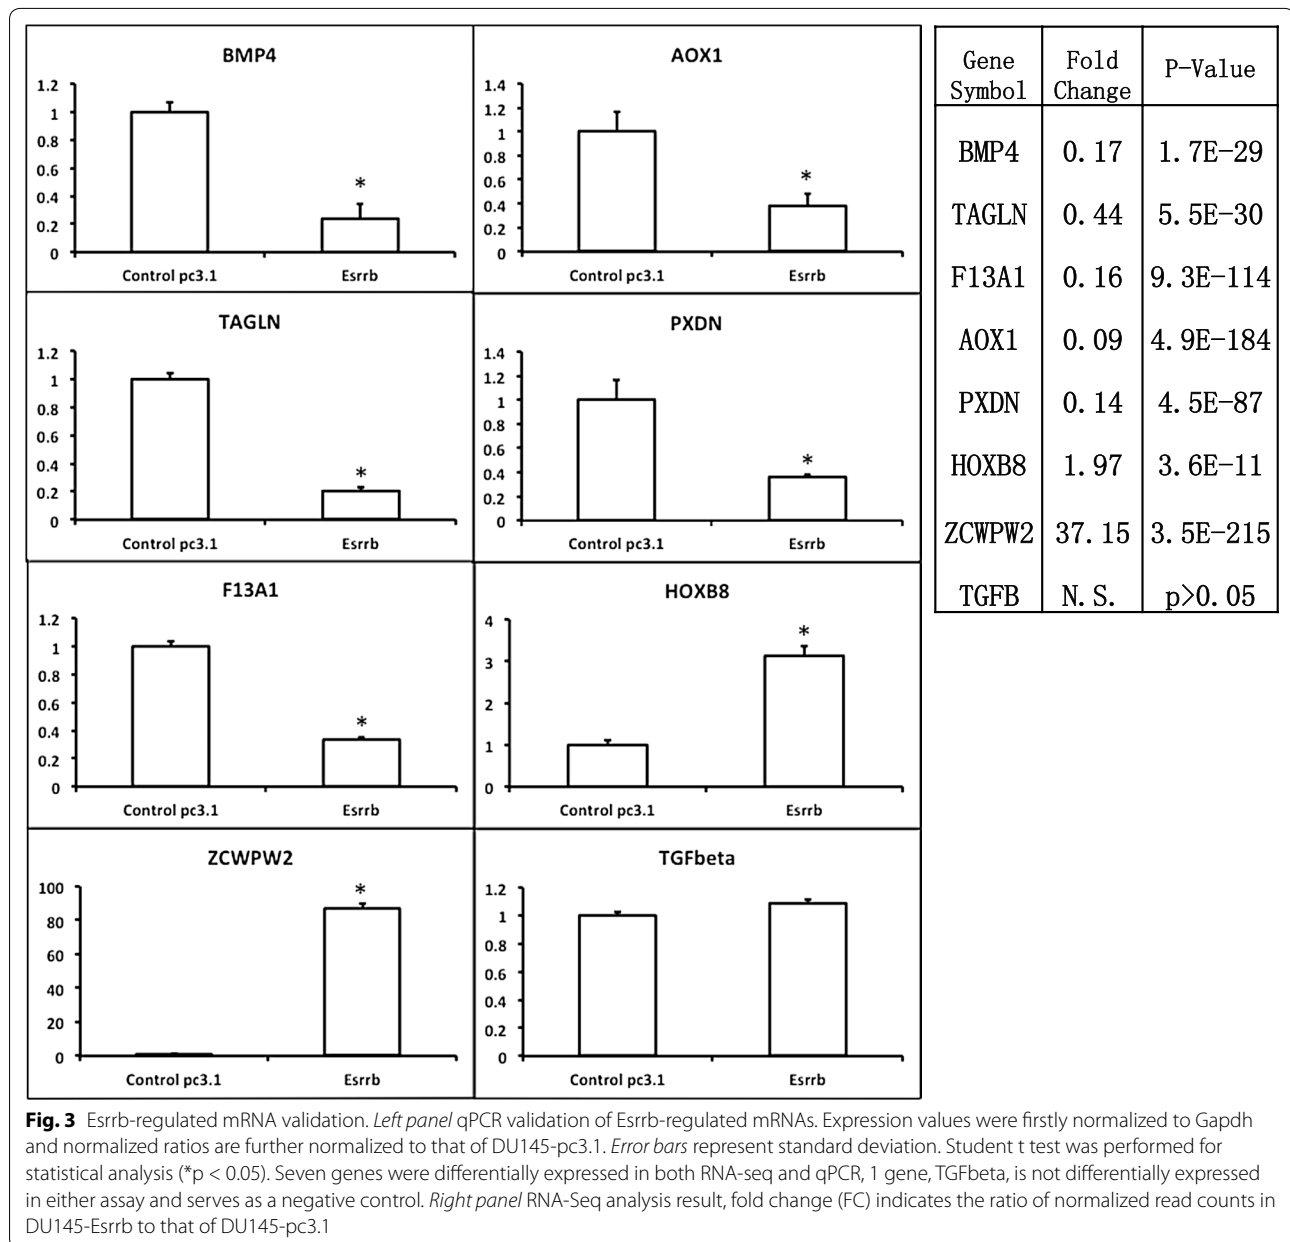 BMP4
1.2
1
0.8
0.6
0.4
0.2
0
*
Control pc3.1 Esrrb
AOX1
1.4
1.2
1
0.8
0.6
0.4
0.2
0
*
Control pc3.1 Esrrb
TAGLN
1.2
1
0.8
0.6
0.4
0.2
0
*
Control pc3.1 Esrrb
PXDN
1.4
1.2
1
0.8
0.6
0.4
0.2
0
*
Control pc3.1 Esrrb
F13A1
1.2
1
0.8
0.6
0.4
0.2
0
*
Control pc3.1 Esrrb
HOXB8
4
3
2
1
0
*
Control pc3.1 Esrrb
ZCWPW2
100
80
60
40
20
0
*
Control pc3.1 Esrrb
TGFbeta
1.2
1
0.8
0.6
0.4
0.2
0
Control pc3.1 Esrrb
Gene Symbol Fold Change P-Value
BMP4 0.17 1.7E-29
TAGLN 0.44 5.5E-30
F13A1 0.16 9.3E-114
AOX1 0.09 4.9E-184
PXDN 0.14 4.5E-87
HOXB8 1.97 3.6E-11
ZCWPW2 37.15 3.5E-215
TGFB N.S. p>0.05
Fig. 3 Esrrb-regulated mRNA validation. Left panel qPCR validation of Esrrb-regulated mRNAs. Expression values were firstly normalized to Gapdh
and normalized ratios are further normalized to that of DU145-pc3.1. Error bars represent standard deviation. Student t test was performed for
statistical analysis (*p < 0.05). Seven genes were differentially expressed in both RNA-seq and qPCR, 1 gene, TGFbeta, is not differentially expressed
in either assay and serves as a negative control. Right panel RNA-Seq analysis result, fold change (FC) indicates the ratio of normalized read counts in
DU145-Esrrb to that of DU145-pc3.1